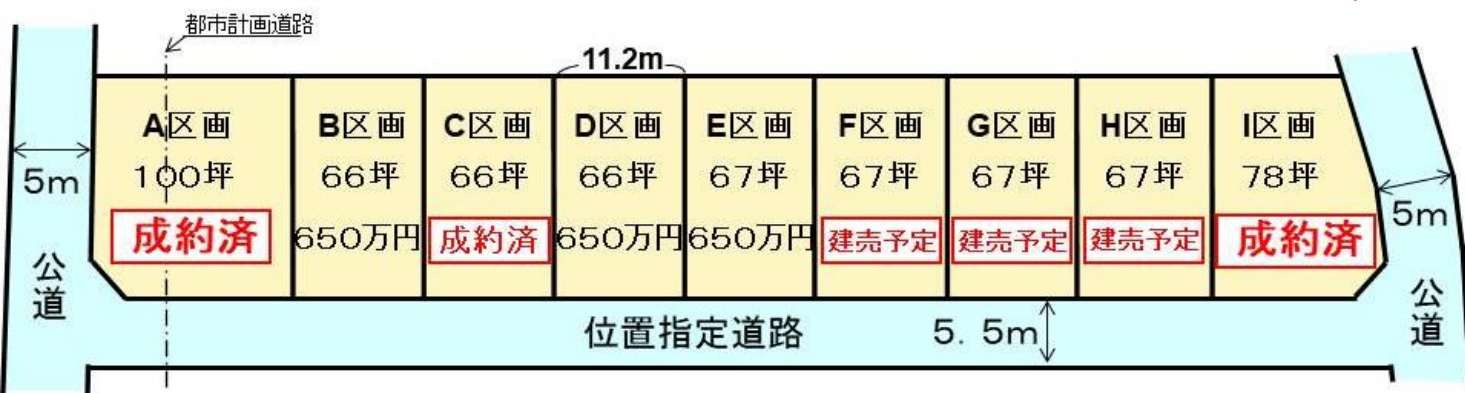 都市計画道路
11.2m
A区画 B区画 C区画 D区画 E区画 F区画 G区画 H区画 I区画
100坪 66坪 66坪 66坪 67坪 67坪 67坪 67坪 78坪
成約済 650万円 成約済 650万円 650万円 建売予定 建売予定 建売予定 成約済
5m
5m
公道
公道
位置指定道路 5.5m